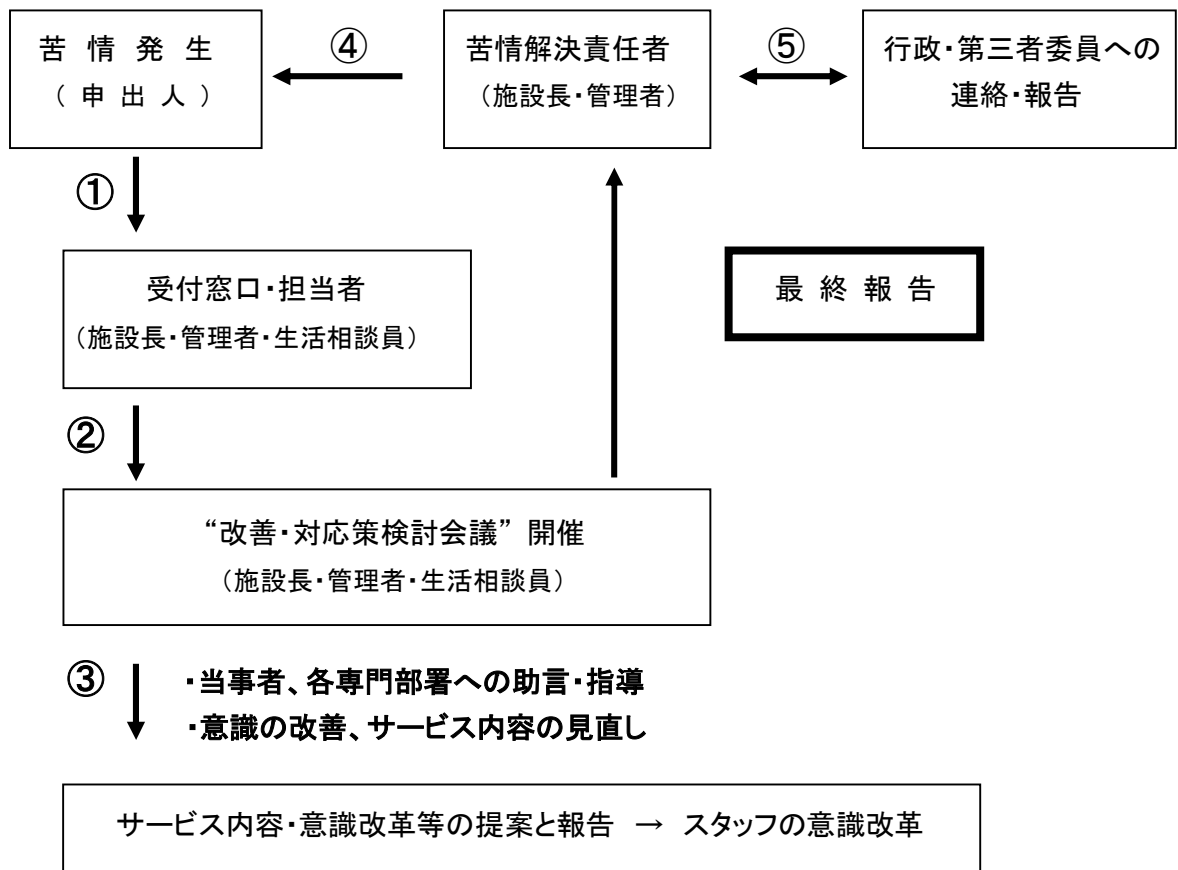 苦 情 発 生
（ 申 出 人 ）
④
苦情解決責任者
（施設長・管理者）
⑤
行政・第三者委員への
連絡・報告
①
受付窓口・担当者
（施設長・管理者・生活相談員）
最 終 報 告
②
“改善・対応策検討会議” 開催
（施設長・管理者・生活相談員）
③
・当事者、各専門部署への助言・指導
・意識の改善、サービス内容の見直し
サービス内容・意識改革等の提案と報告 → スタッフの意識改革